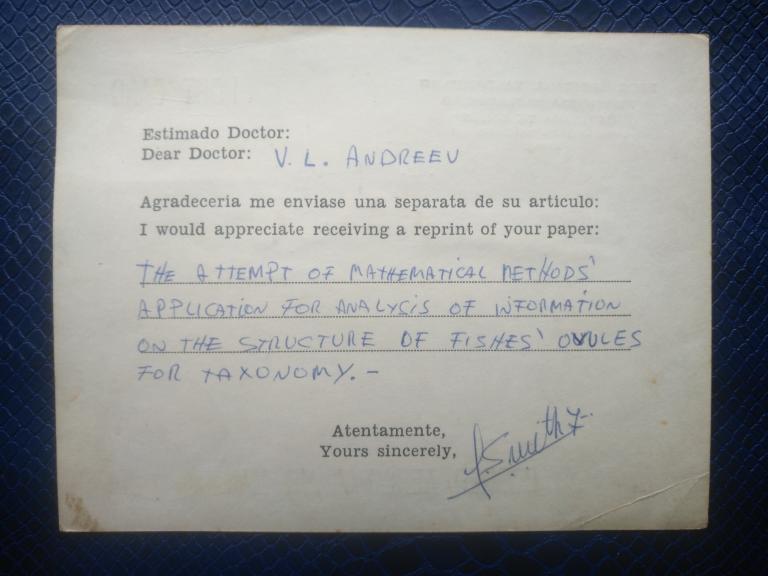 Estimado Doctor:
Dear Doctor: V. L. ANDREEV
Agradeceria me enviase una separata de su articulo:
I would appreciate receiving a reprint of your paper:
THE ATTEMPT OF MATHEMATICAL METHODS'
APPLICATION FOR ANALYSIS OF INFORMATION
ON THE STRUCTURE OF FISHES' OVULES
FOR TAXONOMY. -
Atentamente,
Yours sincerely,